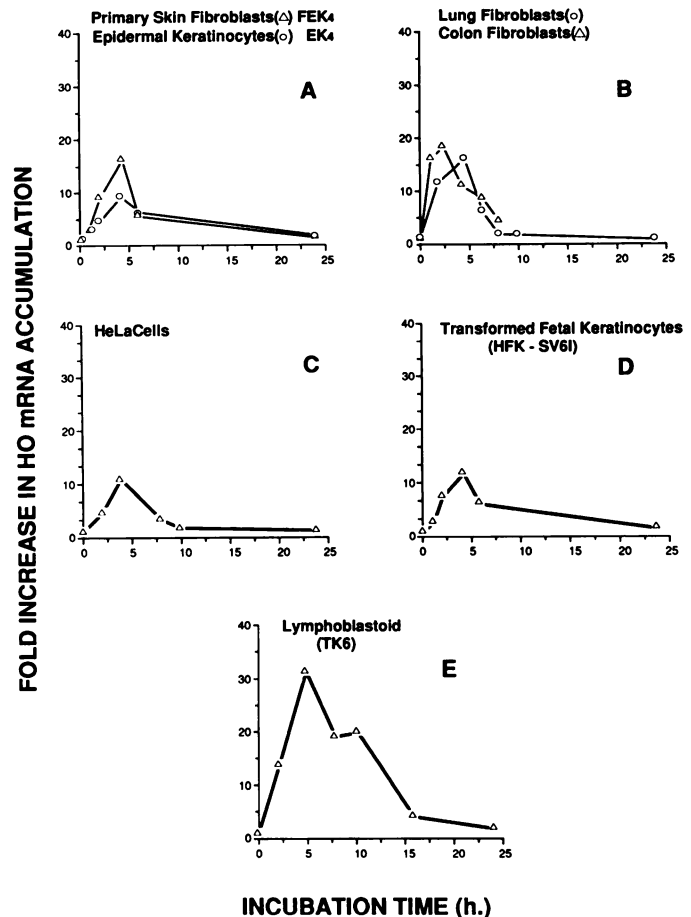 Primary Skin Fibroblasts(△) FEK4
Epidermal Keratinocytes(○) EK4
A
40
30
20
10
0
0 5 10 15 20 25
Lung Fibroblasts(○)
Colon Fibroblasts(△)
B
40
30
20
10
0
0 5 10 15 20 25
FOLD INCREASE IN HO mRNA ACCUMULATION
HeLaCells
C
40
30
20
10
0
0 5 10 15 20 25
Transformed Fetal Keratinocytes
(HFK - SV6I)
D
40
30
20
10
0
0 5 10 15 20 25
Lymphoblastoid
(TK6)
E
40
30
20
10
0
0 5 10 15 20 25
INCUBATION TIME (h.)